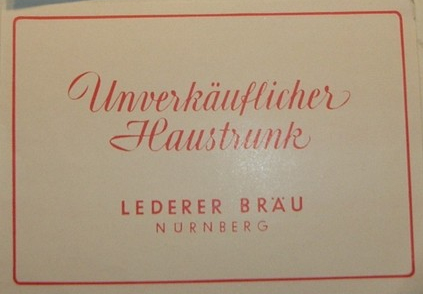 Unverkäuflicher
Haustrunk
LEDERER BRÄU
NÜRNBERG